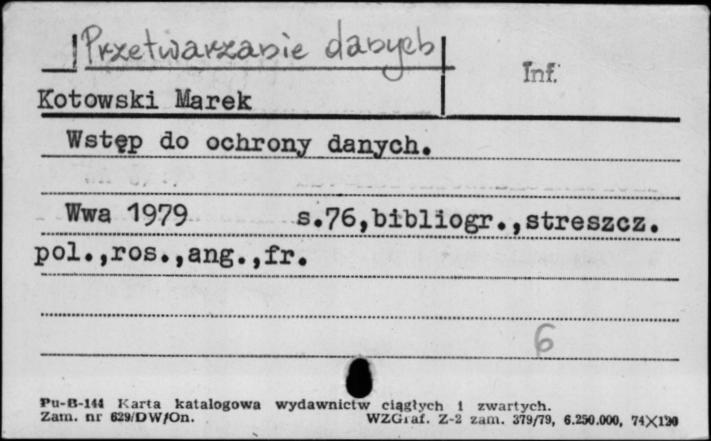 Przetwarzanie danych
Inf.
Kotowski Marek
Wstęp do ochrony danych.
Wwa 1979 s.76,bibliogr.,streszcz.
pol.,ros.,ang.,fr.
6
Pu-B-144 Karta katalogowa wydawnictw ciągłych i zwartych.
Zam. nr 629/DW/On. WZGraf. Z-2 zam. 379/79, 6.250.000, 74X120